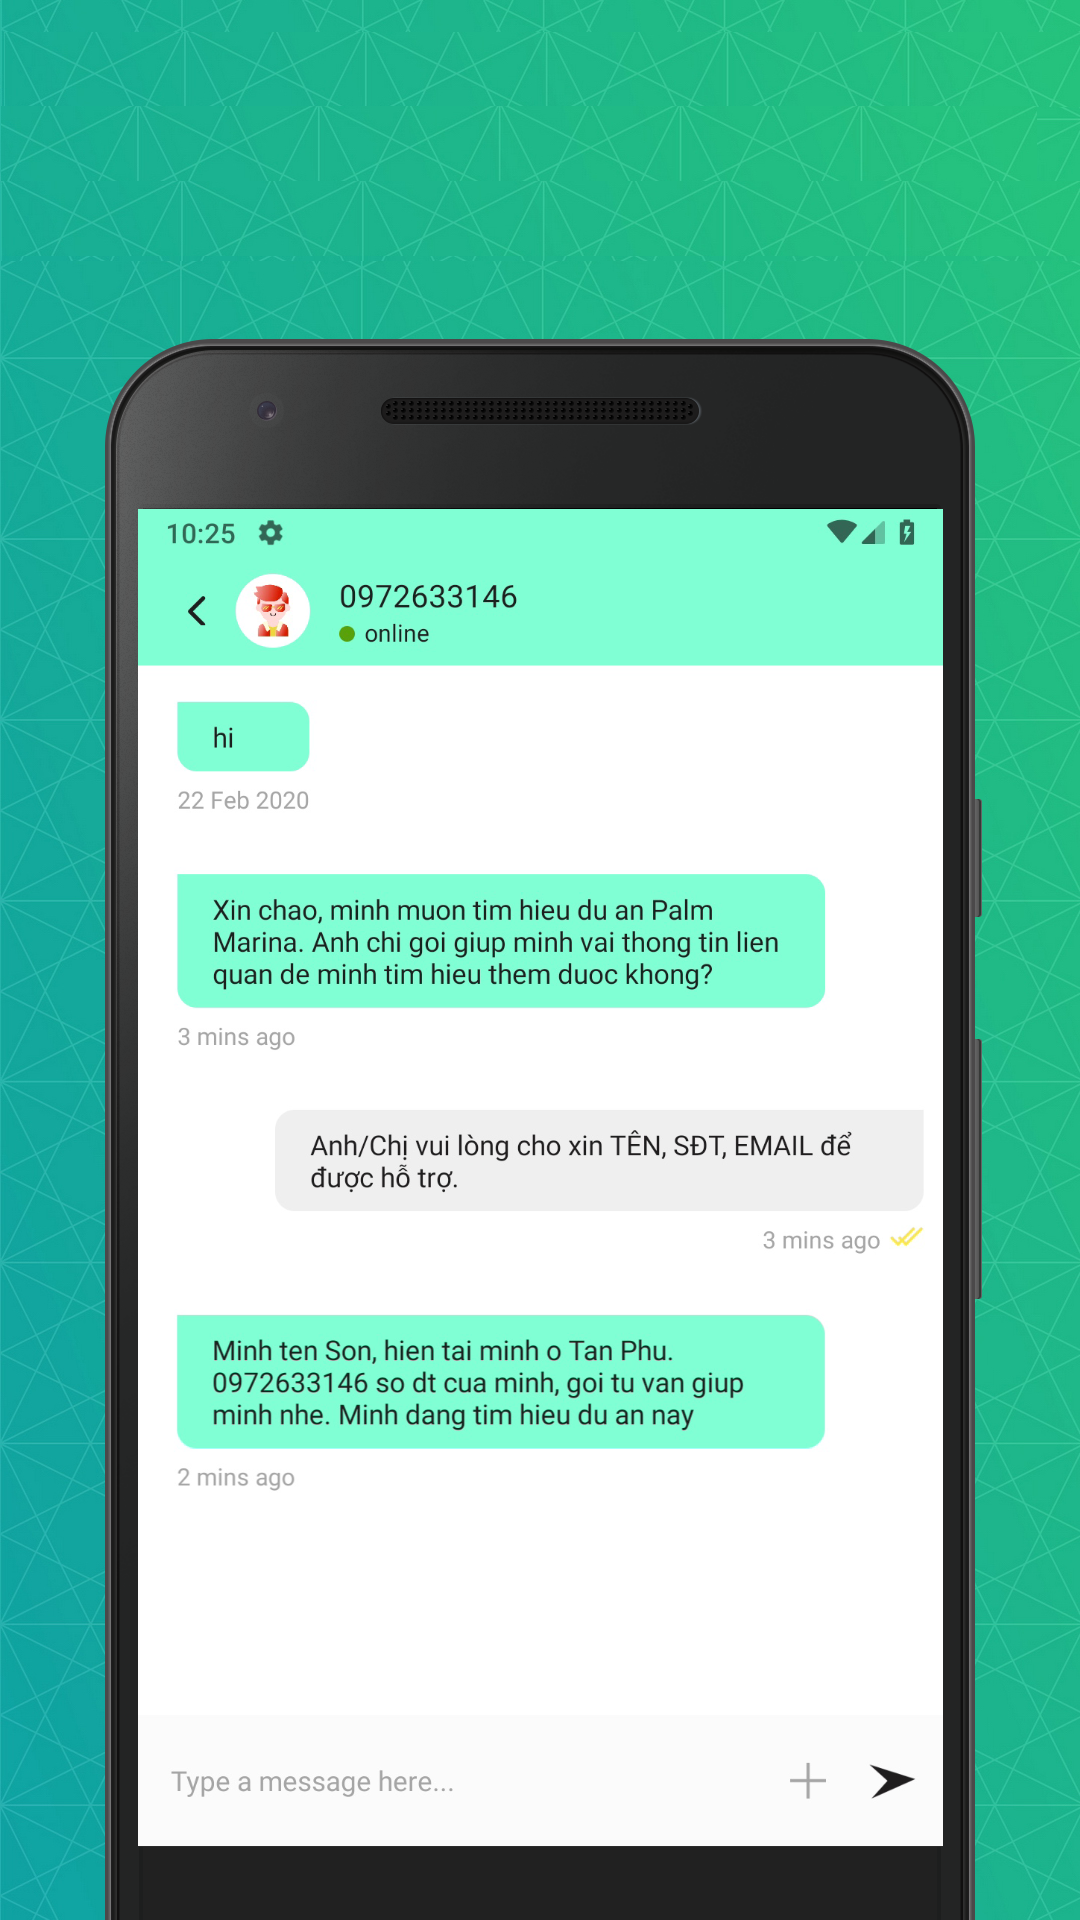 10:25
0972633146
online
hi
22 Feb 2020
Xin chao, minh muon tim hieu du an Palm
Marina. Anh chi goi giup minh vai thong tin lien
quan de minh tim hieu them duoc khong?
3 mins ago
Anh/Chị vui lòng cho xin TÊN, SĐT, EMAIL để
được hỗ trợ.
3 mins ago
Minh ten Son, hien tai minh o Tan Phu.
0972633146 so dt cua minh, goi tu van giup
minh nhe. Minh dang tim hieu du an nay
2 mins ago
Type a message here...